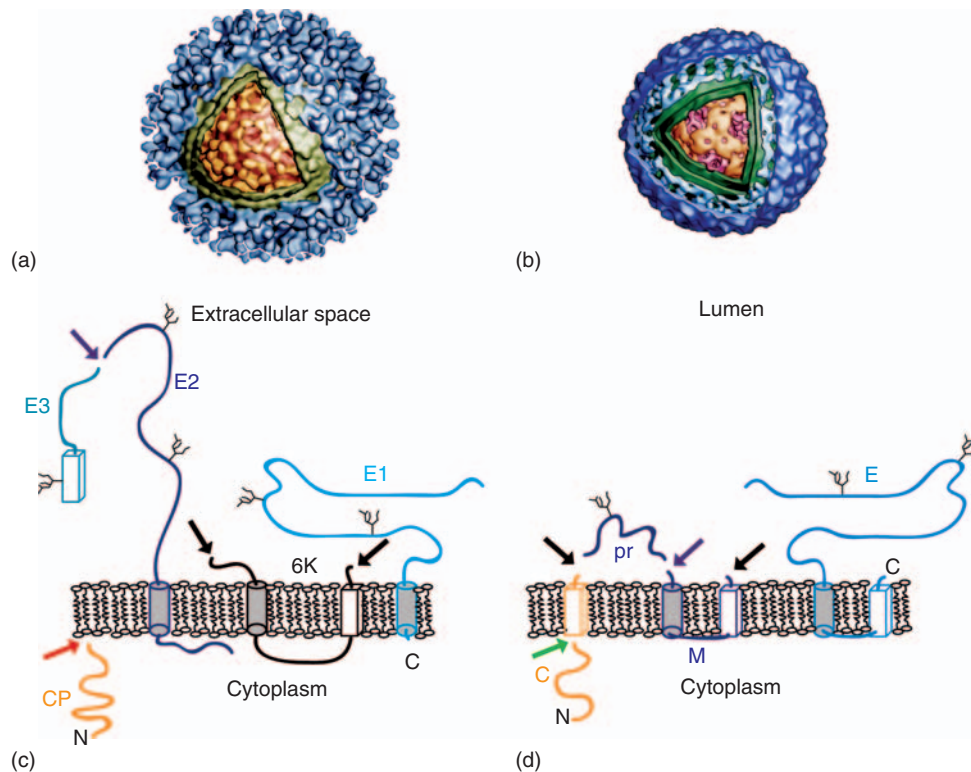 (a)
(b)
Extracellular space
Lumen
E2
E3
E1
E
6K
pr
C
C
M
CP
Cytoplasm
C
Cytoplasm
N
N
(c)
(d)